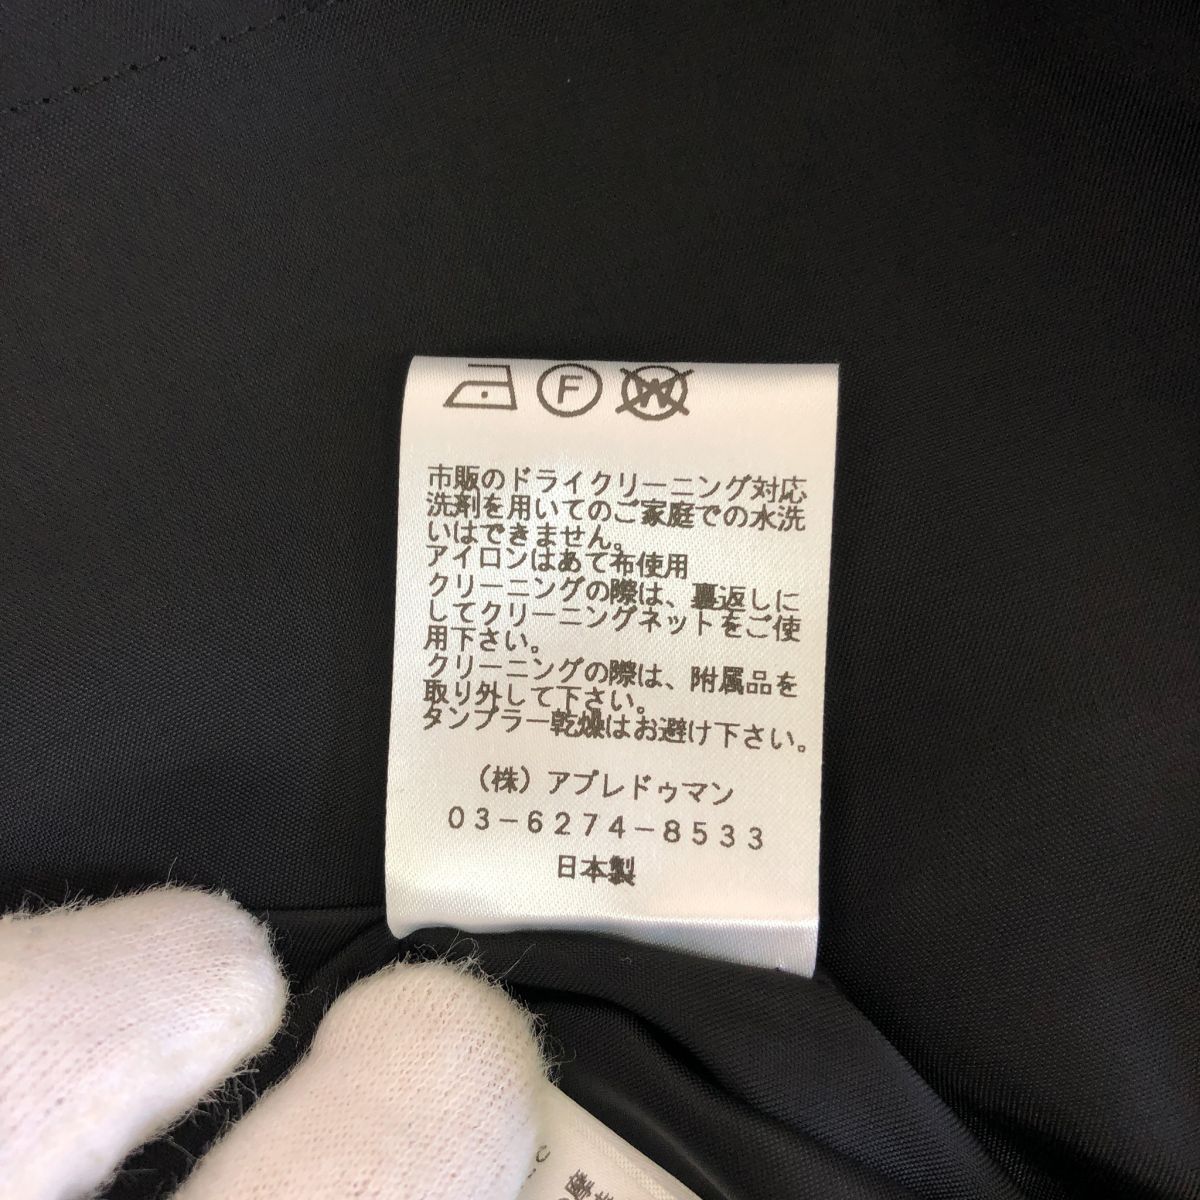 F W
市販のドライクリーニング対応
洗剤を用いてのご家庭での水洗
いはできません。
アイロンはあて布使用
クリーニングの際は、裏返しに
してクリーニングネットをご使
用下さい。
クリーニングの際は、附属品を
取り外して下さい。
タンブラー乾燥はお避け下さい。
（株）アプレドゥマン
03-6274-8533
日本製